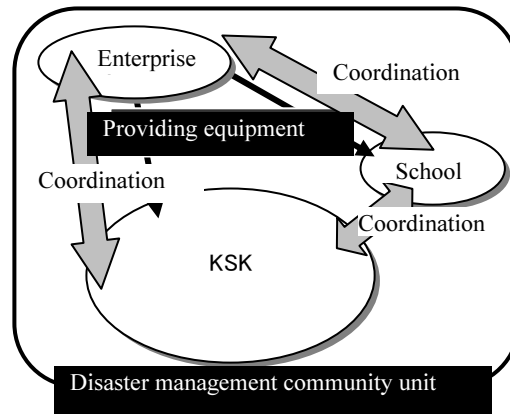 Enterprise
Coordination
Providing equipment
School
Coordination
Coordination
KSK
Disaster management community unit